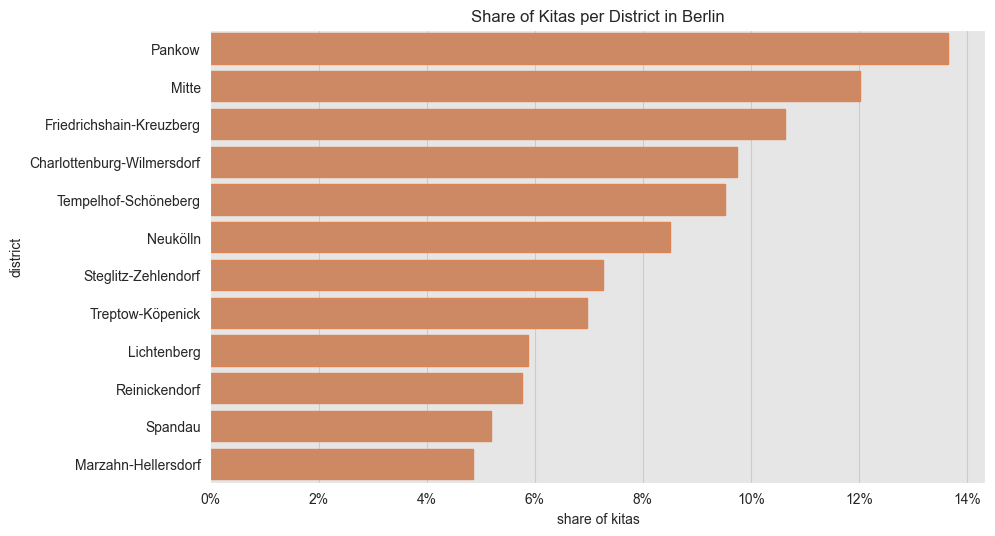 Share of Kitas per District in Berlin
Pankow
Mitte
Friedrichshain-Kreuzberg
Charlottenburg-Wilmersdorf
Tempelhof-Schöneberg
Neukölln
Steglitz-Zehlendorf
Treptow-Köpenick
Lichtenberg
Reinickendorf
Spandau
Marzahn-Hellersdorf
district
0% 2% 4% 6% 8% 10% 12% 14%
share of kitas